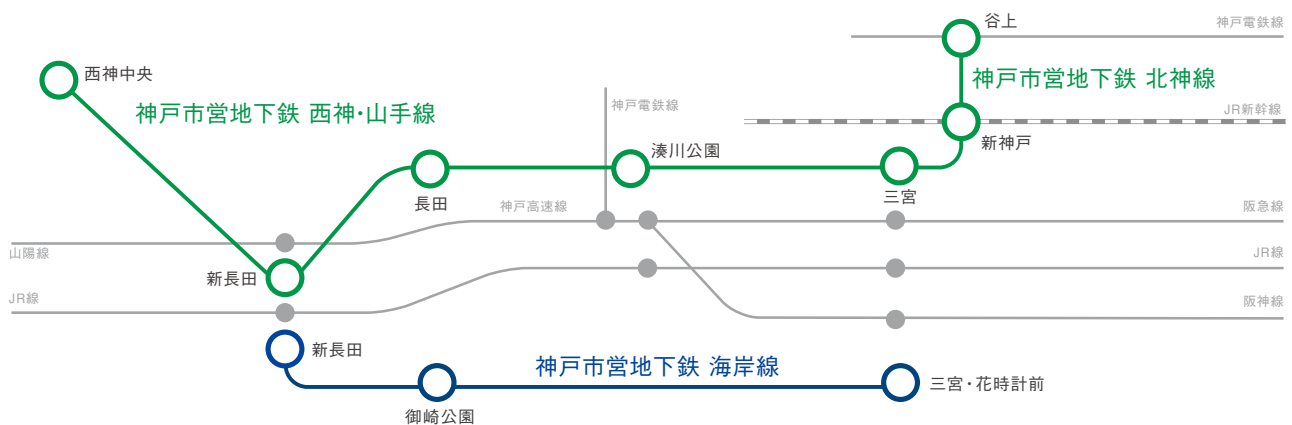 谷上
神戸電鉄線
西神中央
神戸市営地下鉄 北神線
神戸市営地下鉄 西神・山手線
神戸電鉄線
JR新幹線
新神戸
湊川公園
三宮
長田
神戸高速線
阪急線
山陽線
JR線
新長田
JR線
阪神線
新長田
神戸市営地下鉄 海岸線
三宮・花時計前
御崎公園